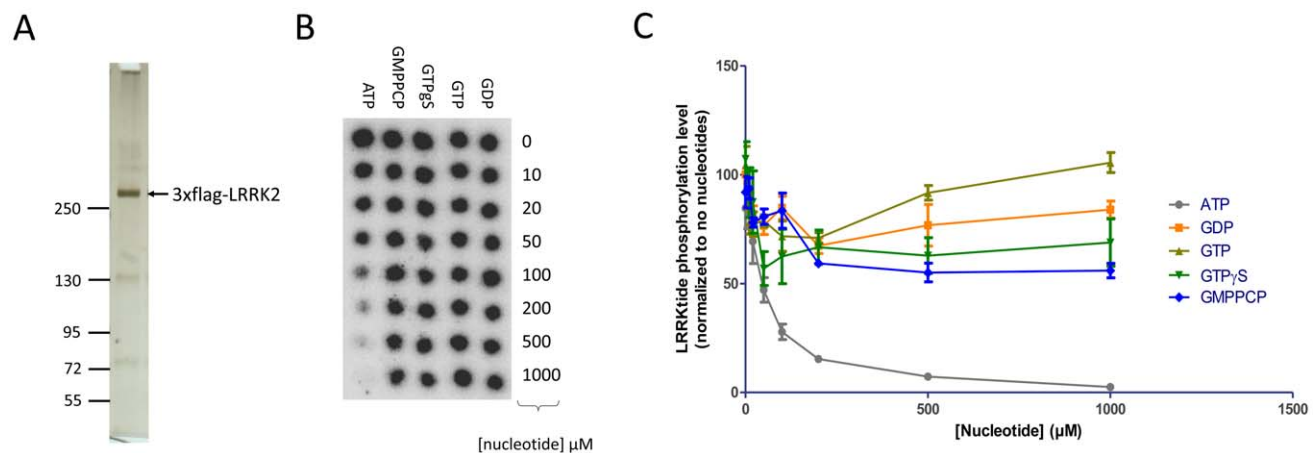 A
3xflag-LRRK2
250
130
95
72
55
B
ATP
GMPPCP
GTPgS
GTP
GDP
0
10
20
50
100
200
500
1000
[nucleotide] μM
C
LRRKtide phosphorylation level
(normalized to no nucleotides)
150
100
50
0
0
500
1000
1500
[Nucleotide] (μM)
ATP
GDP
GTP
GTPγS
GMPPCP